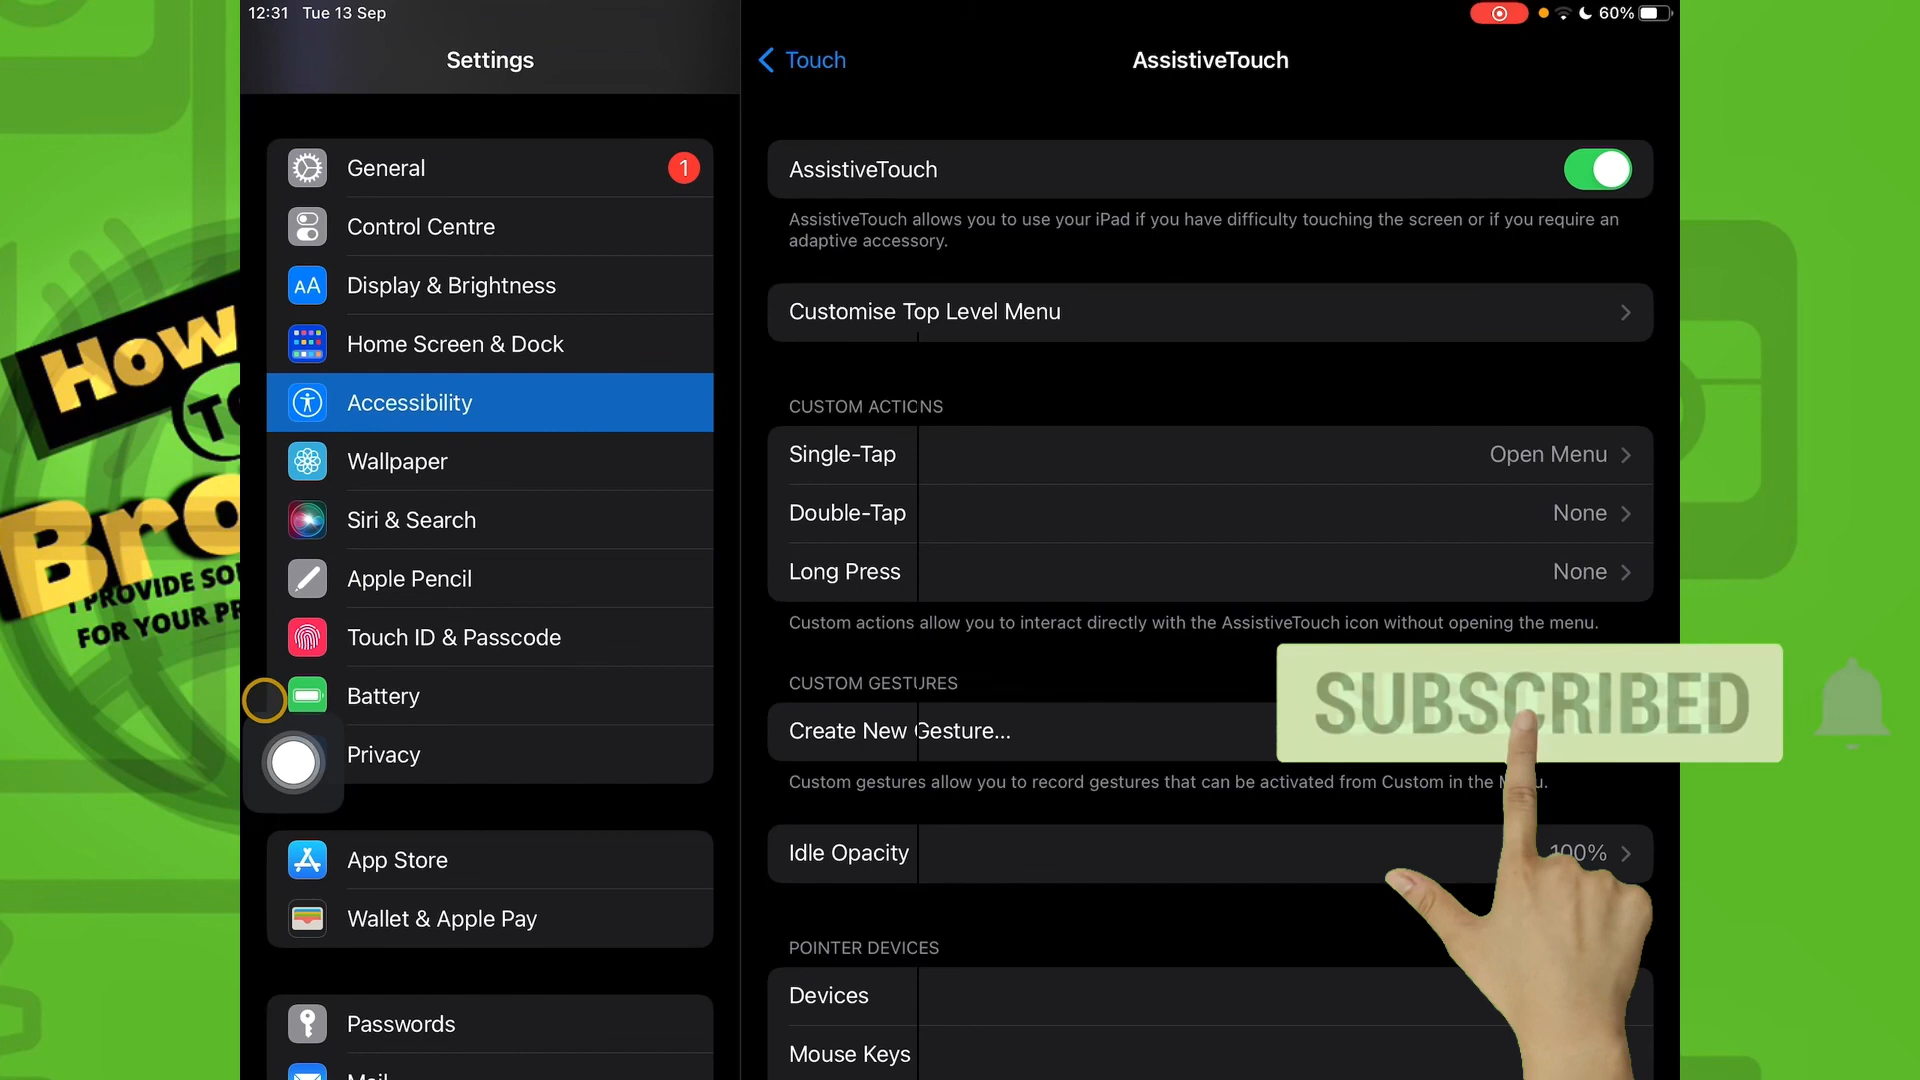 12:31 Tue 13 Sep
60%
Settings
Touch
AssistiveTouch
General
1
Control Centre
AA
Display & Brightness
Home Screen & Dock
Accessibility
Wallpaper
Siri & Search
Apple Pencil
Touch ID & Passcode
Battery
Privacy
App Store
Wallet & Apple Pay
Passwords
Mail
AssistiveTouch
AssistiveTouch allows you to use your iPad if you have difficulty touching the screen or if you require an
adaptive accessory.
Customise Top Level Menu
CUSTOM ACTIONS
Single-Tap
Open Menu
Double-Tap
None
Long Press
None
Custom actions allow you to interact directly with the AssistiveTouch icon without opening the menu.
CUSTOM GESTURES
Create New Gesture...
Custom gestures allow you to record gestures that can be activated from Custom in the Menu.
Idle Opacity
100%
POINTER DEVICES
Devices
Mouse Keys
SUBSCRIBED
How
To
Bro
I PROVIDE
FOR YOUR